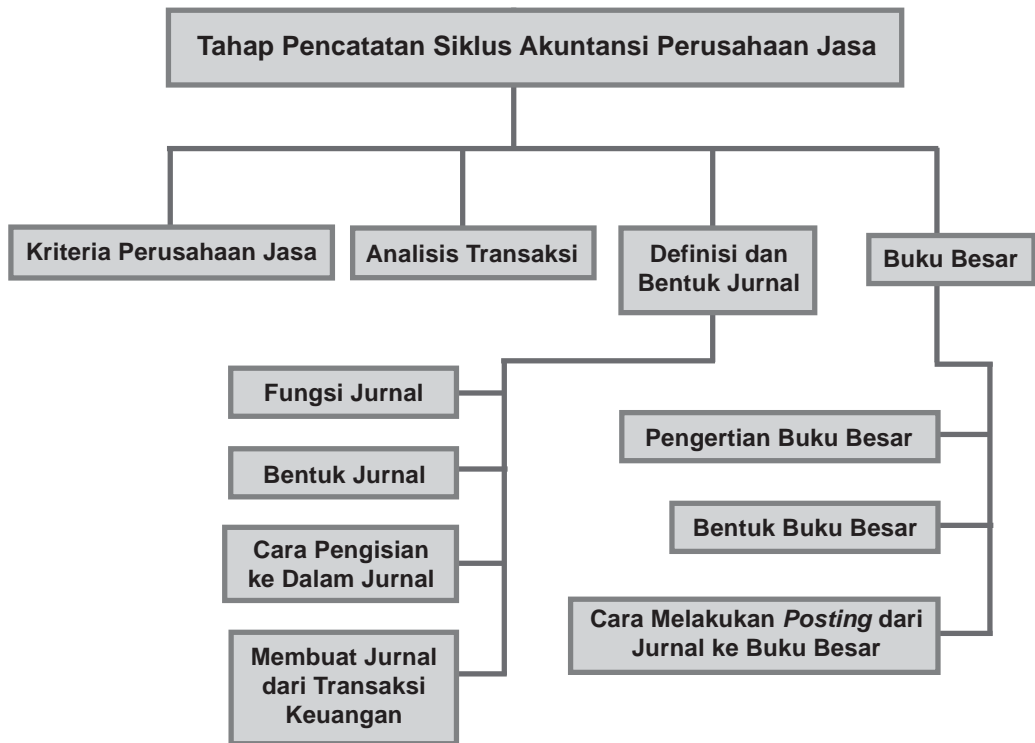 Tahap Pencatatan Siklus Akuntansi Perusahaan Jasa
Kriteria Perusahaan Jasa
Analisis Transaksi
Definisi dan
Bentuk Jurnal
Buku Besar
Fungsi Jurnal
Bentuk Jurnal
Cara Pengisian
ke Dalam Jurnal
Membuat Jurnal
dari Transaksi
Keuangan
Pengertian Buku Besar
Bentuk Buku Besar
Cara Melakukan Posting dari
Jurnal ke Buku Besar